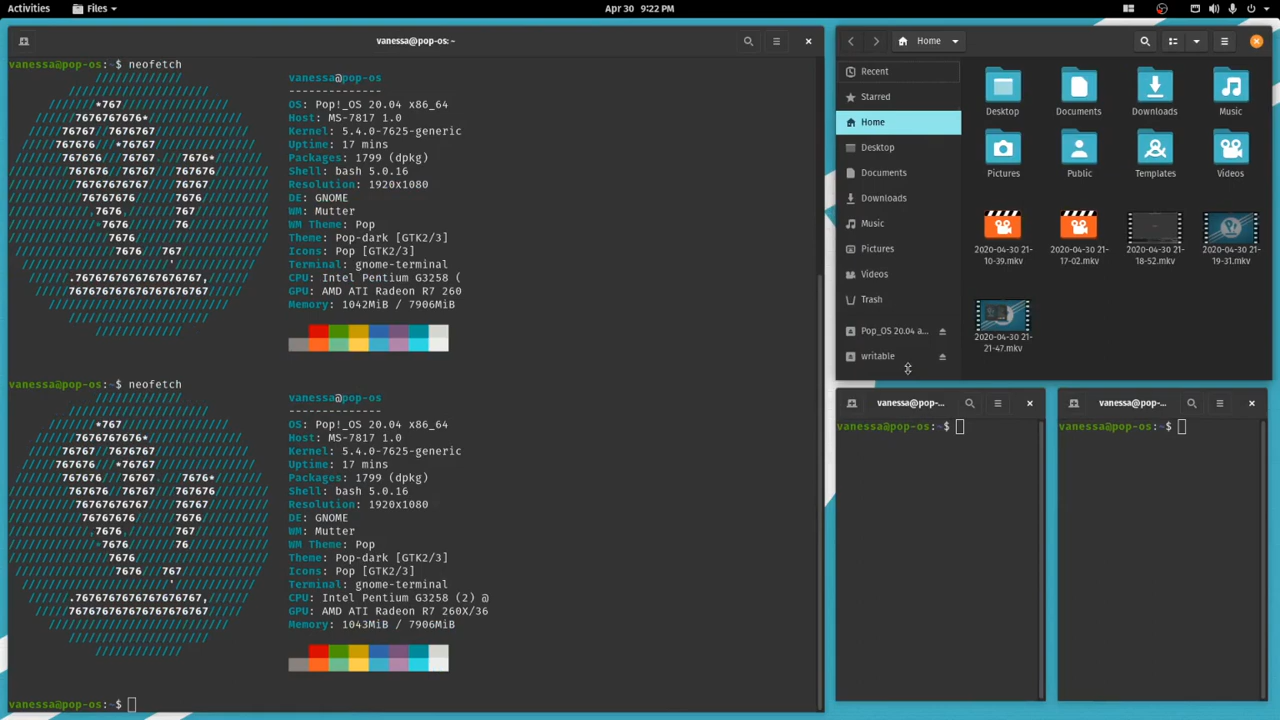 Activities
Files
Apr 30 9:22 PM
vanessa@pop-os: ~
vanessa@pop-os:~$ neofetch
vanessa@pop-os
--------------
OS: Pop!_OS 20.04 x86_64
Host: MS-7817 1.0
Kernel: 5.4.0-7625-generic
Uptime: 17 mins
Packages: 1799 (dpkg)
Shell: bash 5.0.16
Resolution: 1920x1080
DE: GNOME
WM: Mutter
WM Theme: Pop
Theme: Pop-dark [GTK2/3]
Icons: Pop [GTK2/3]
Terminal: gnome-terminal
CPU: Intel Pentium G3258 (
GPU: AMD ATI Radeon R7 260
Memory: 1042MiB / 7906MiB
vanessa@pop-os:~$ neofetch
vanessa@pop-os
--------------
OS: Pop!_OS 20.04 x86_64
Host: MS-7817 1.0
Kernel: 5.4.0-7625-generic
Uptime: 17 mins
Packages: 1799 (dpkg)
Shell: bash 5.0.16
Resolution: 1920x1080
DE: GNOME
WM: Mutter
WM Theme: Pop
Theme: Pop-dark [GTK2/3]
Icons: Pop [GTK2/3]
Terminal: gnome-terminal
CPU: Intel Pentium G3258 (2) @
GPU: AMD ATI Radeon R7 260X/36
Memory: 1043MiB / 7906MiB
vanessa@pop-os:~$
Home
Recent
Starred
Home
Desktop
Documents
Downloads
Music
Pictures
Videos
Trash
Pop_OS 20.04 a...
writable
Desktop
Documents
Downloads
Music
Pictures
Public
Templates
Videos
2020-04-30 21-
10-39.mkv
2020-04-30 21-
17-02.mkv
2020-04-30 21-
18-52.mkv
2020-04-30 21-
19-31.mkv
2020-04-30 21-
21-47.mkv
vanessa@pop-...
vanessa@pop-os:~$
vanessa@pop-...
vanessa@pop-os:~$